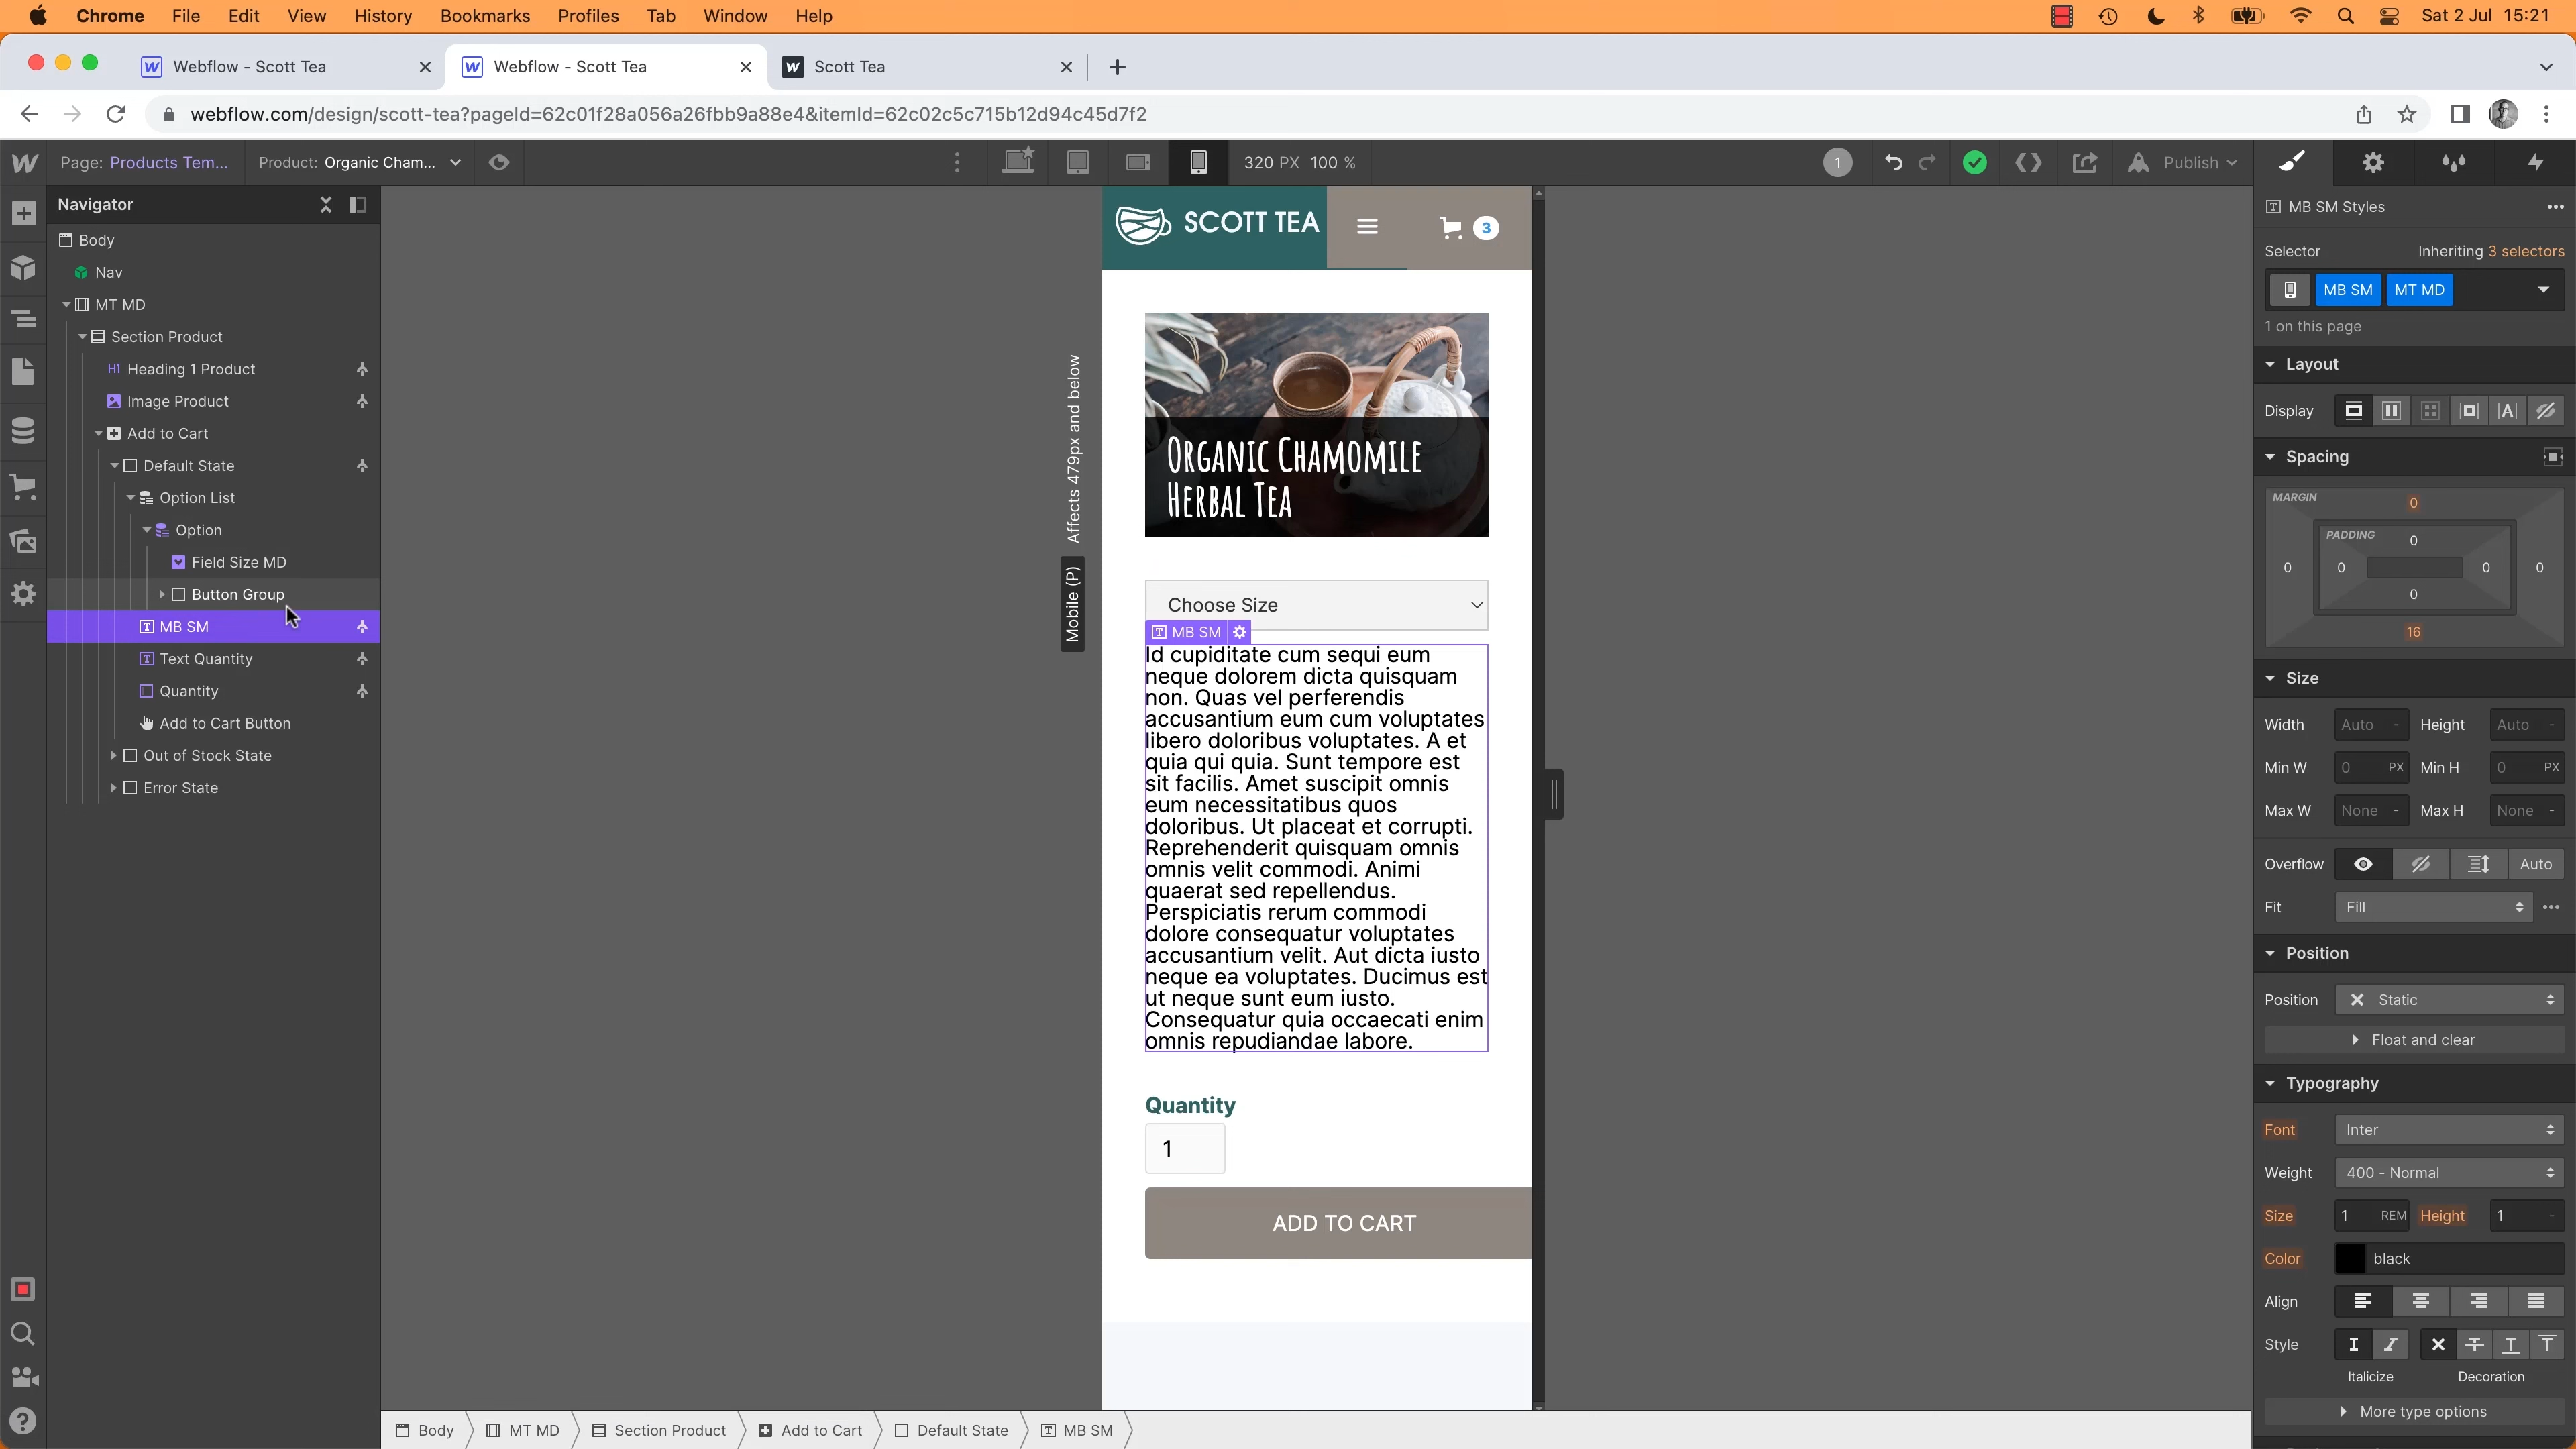 Chrome File Edit View History Bookmarks Profiles Tab Window Help Sat 2 Jul 15:21
Webflow - Scott Tea Webflow - Scott Tea Scott Tea
webflow.com/design/scott-tea?pageId=62c01f28a056a26fbb9a88e4&itemId=62c02c5c715b12d94c45d7f2
Page: Products Tem... Product: Organic Cham... 320 PX 100 % 1 Publish
Navigator
Body
Nav
MT MD
Section Product
H1 Heading 1 Product
Image Product
Add to Cart
Default State
Option List
Option
Field Size MD
Button Group
MB SM
Text Quantity
Quantity
Add to Cart Button
Out of Stock State
Error State
Affects 479px and below
Mobile (P)
SCOTT TEA 3
Organic Chamomile
Herbal Tea
Choose Size
MB SM
Id cupiditate cum sequi eum
neque dolorem dicta quisquam
non. Quas vel perferendis
accusantium eum cum voluptates
libero doloribus voluptates. A et
quia qui quia. Sunt tempore est
sit facilis. Amet suscipit omnis
eum necessitatibus quos
doloribus. Ut placeat et corrupti.
Reprehenderit quisquam omnis
omnis velit commodi. Animi
quaerat sed repellendus.
Perspiciatis rerum commodi
dolore consequatur voluptates
accusantium velit. Aut dicta iusto
neque ea voluptates. Ducimus est
ut neque sunt eum iusto.
Consequatur quia occaecati enim
omnis repudiandae labore.
Quantity
1
ADD TO CART
Body MT MD Section Product Add to Cart Default State MB SM
MB SM Styles
Selector Inheriting 3 selectors
MB SM MT MD
1 on this page
Layout
Display
Spacing
MARGIN 0
PADDING 0
0 0 0 0
0
16
Size
Width Auto - Height Auto -
Min W 0 PX Min H 0 PX
Max W None - Max H None -
Overflow Auto
Fit Fill
Position
Position Static
Float and clear
Typography
Font Inter
Weight 400 - Normal
Size 1 REM Height 1 -
Color black
Align
Style
Italicize Decoration
More type options